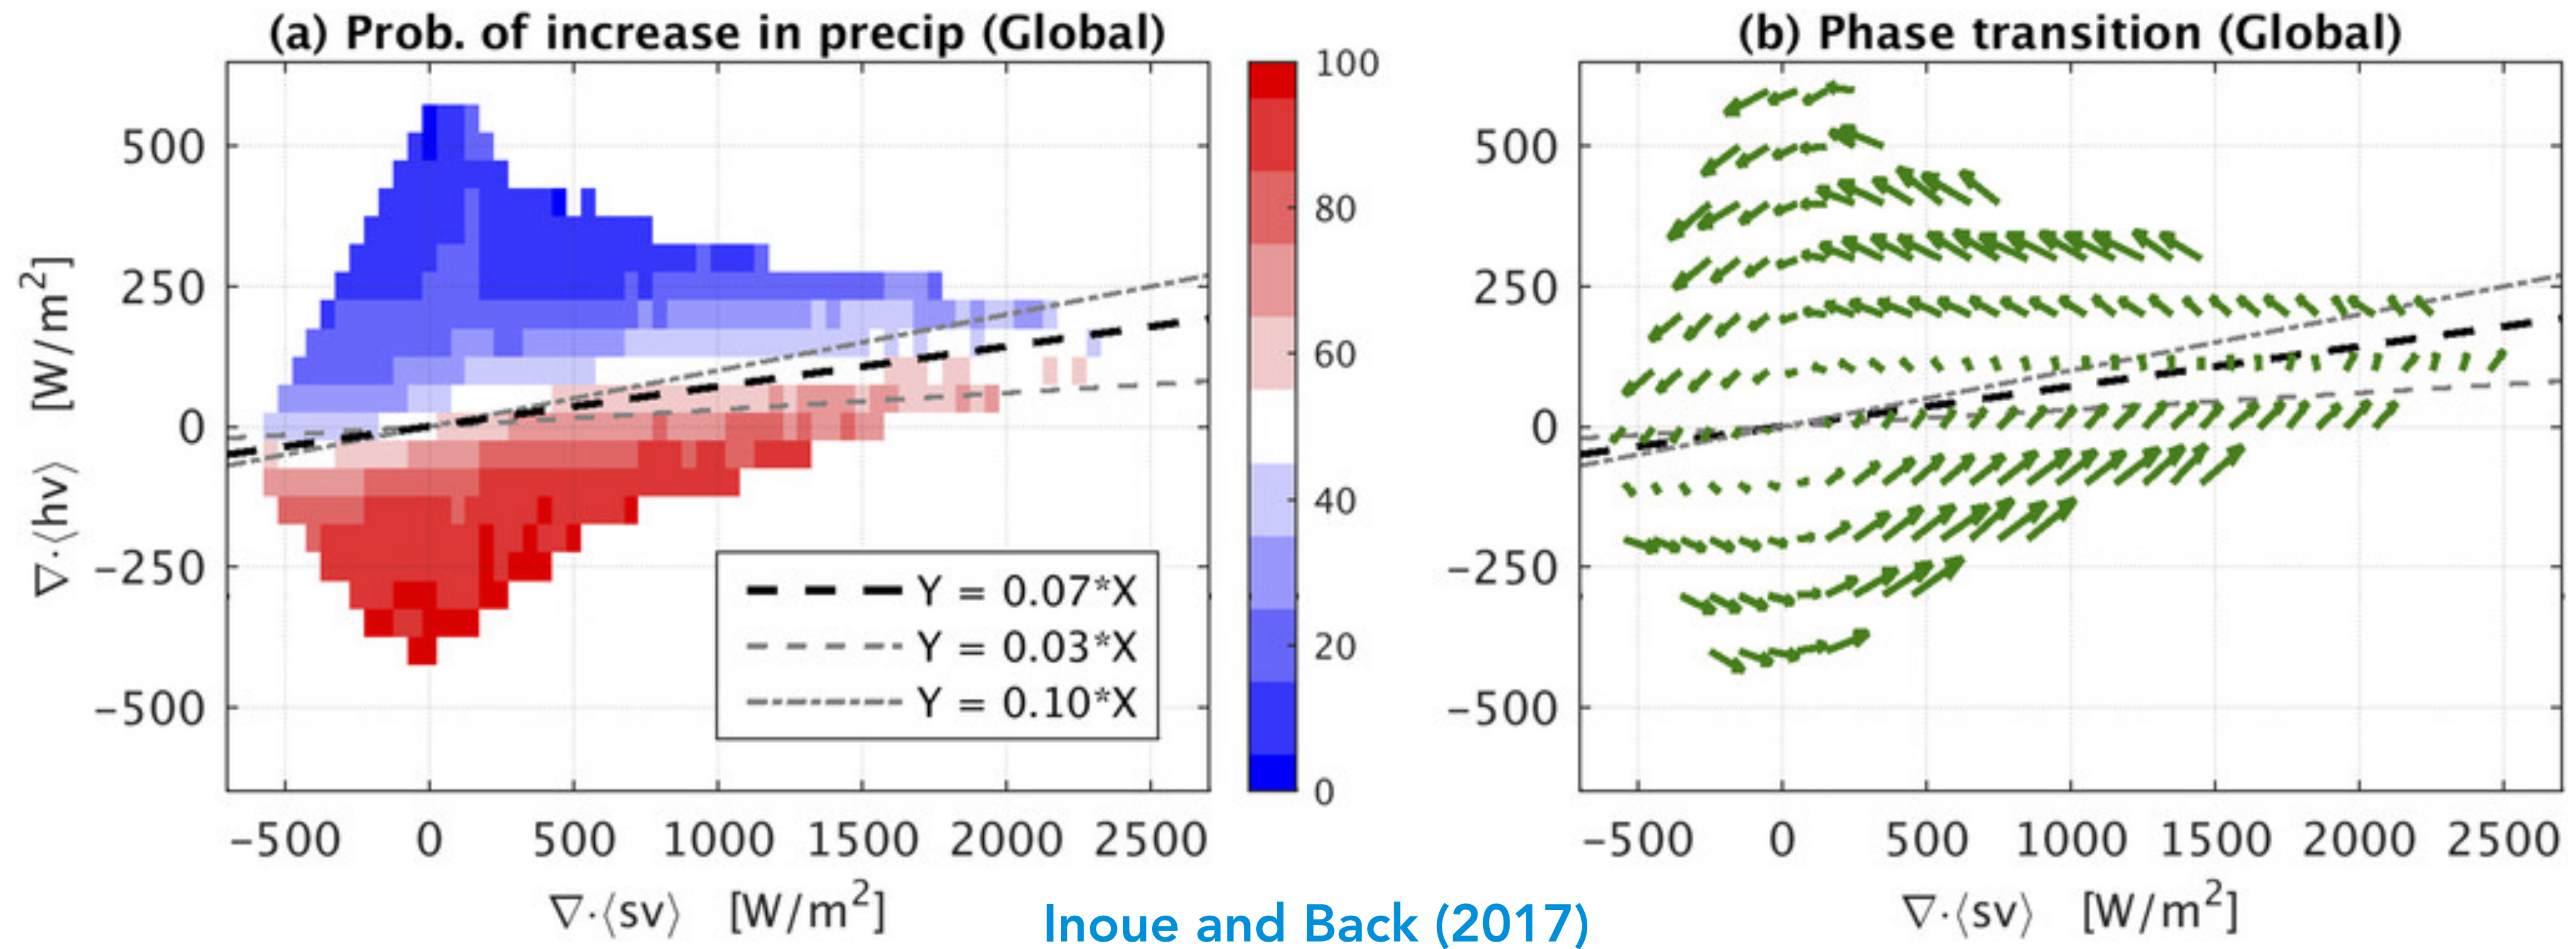 (a) Prob. of increase in precip (Global)
500
250
0
−250
−500
∇·⟨hv⟩ [W/m²]
−500 0 500 1000 1500 2000 2500
∇·⟨sv⟩ [W/m²]
Y = 0.07*X
Y = 0.03*X
Y = 0.10*X
100
80
60
40
20
0
(b) Phase transition (Global)
500
250
0
−250
−500
−500 0 500 1000 1500 2000 2500
∇·⟨sv⟩ [W/m²]
Inoue and Back (2017)